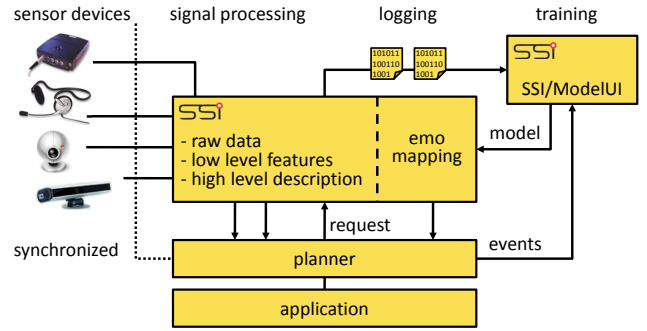 sensor devices
signal processing
logging
training
101011
100110
1001
101011
100110
1001
SSI
SSI/ModelUI
SSI
- raw data
- low level features
- high level description
emo
mapping
model
request
synchronized
events
planner
application